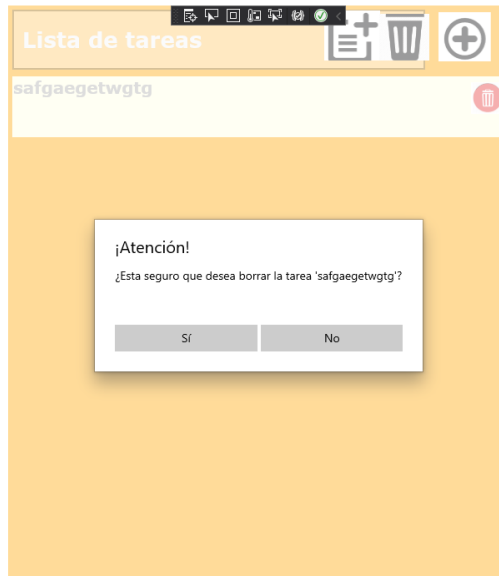 Lista de tareas
safgaegetwgtg
¡Atención!
¿Esta seguro que desea borrar la tarea 'safgaegetwgtg'?
Sí
No